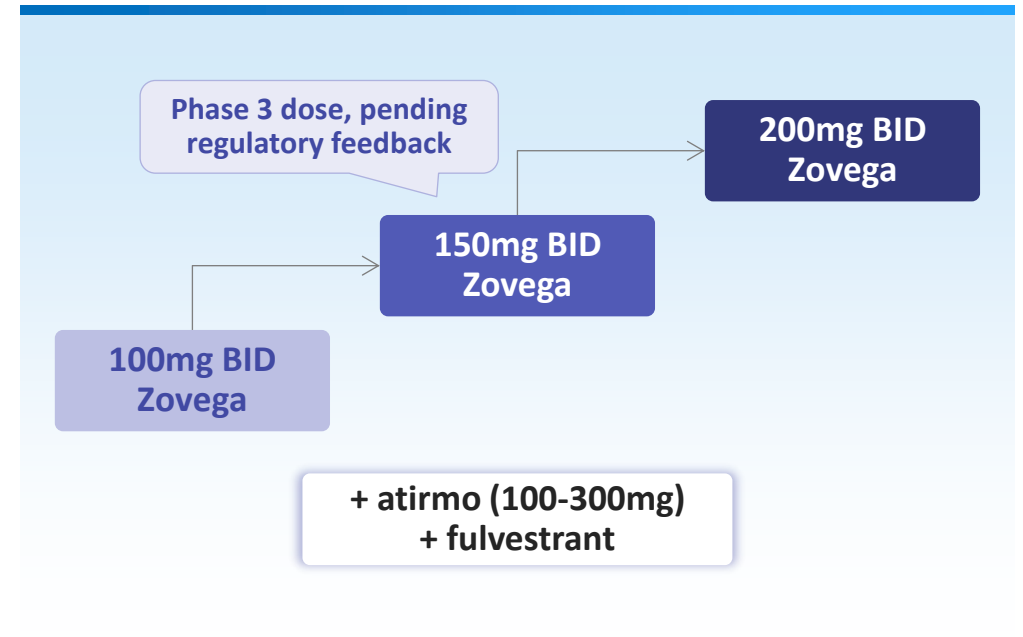 Phase 3 dose, pending
regulatory feedback
200mg BID
Zovega
150mg BID
Zovega
100mg BID
Zovega
+ atirmo (100-300mg)
+ fulvestrant